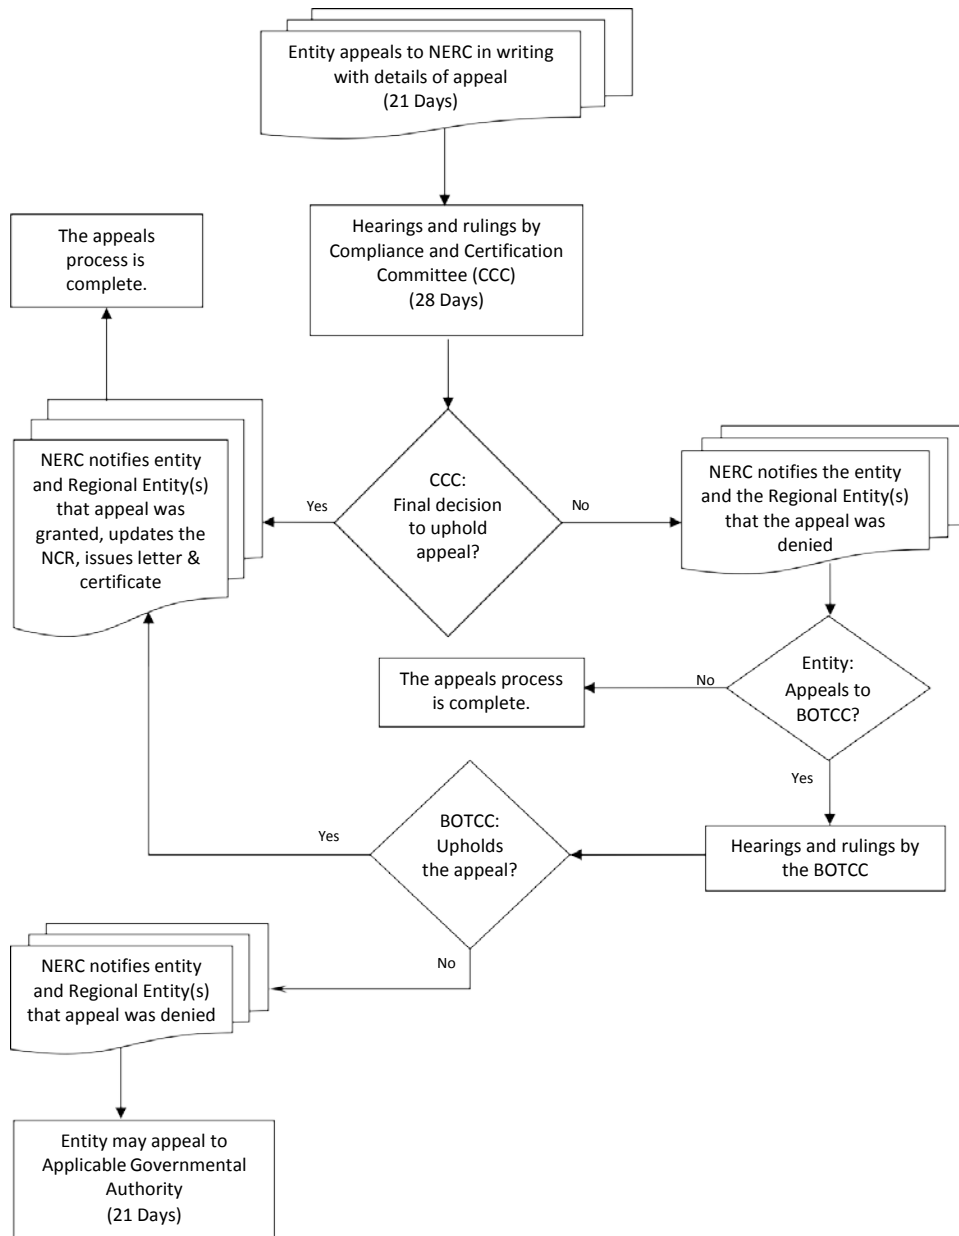 Entity appeals to NERC in writing
with details of appeal
(21 Days)
Hearings and rulings by
Compliance and Certification
Committee (CCC)
(28 Days)
The appeals
process is
complete.
NERC notifies entity
and Regional Entity(s)
that appeal was
granted, updates the
NCR, issues letter &
certificate
Yes
CCC:
Final decision
to uphold
appeal?
No
NERC notifies the entity
and the Regional Entity(s)
that the appeal was
denied
Entity:
Appeals to
BOTCC?
No
The appeals process
is complete.
Yes
Hearings and rulings by
the BOTCC
BOTCC:
Upholds
the appeal?
Yes
No
NERC notifies entity
and Regional Entity(s)
that appeal was denied
Entity may appeal to
Applicable Governmental
Authority
(21 Days)